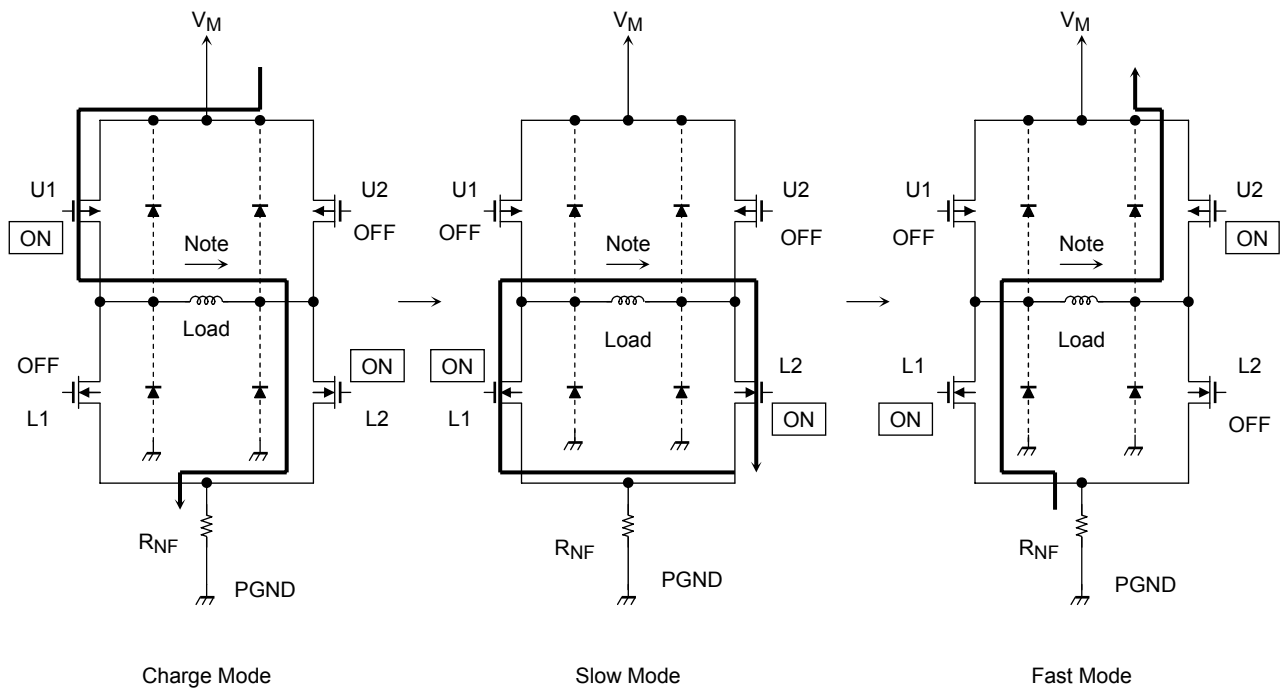 VM
U1
ON
U2
OFF
Note
Load
OFF
L1
ON
L2
RNF
PGND
Charge Mode
VM
U1
OFF
U2
OFF
Note
Load
ON
L1
L2
ON
RNF
PGND
Slow Mode
VM
U1
OFF
U2
ON
Note
Load
L1
ON
L2
OFF
RNF
PGND
Fast Mode